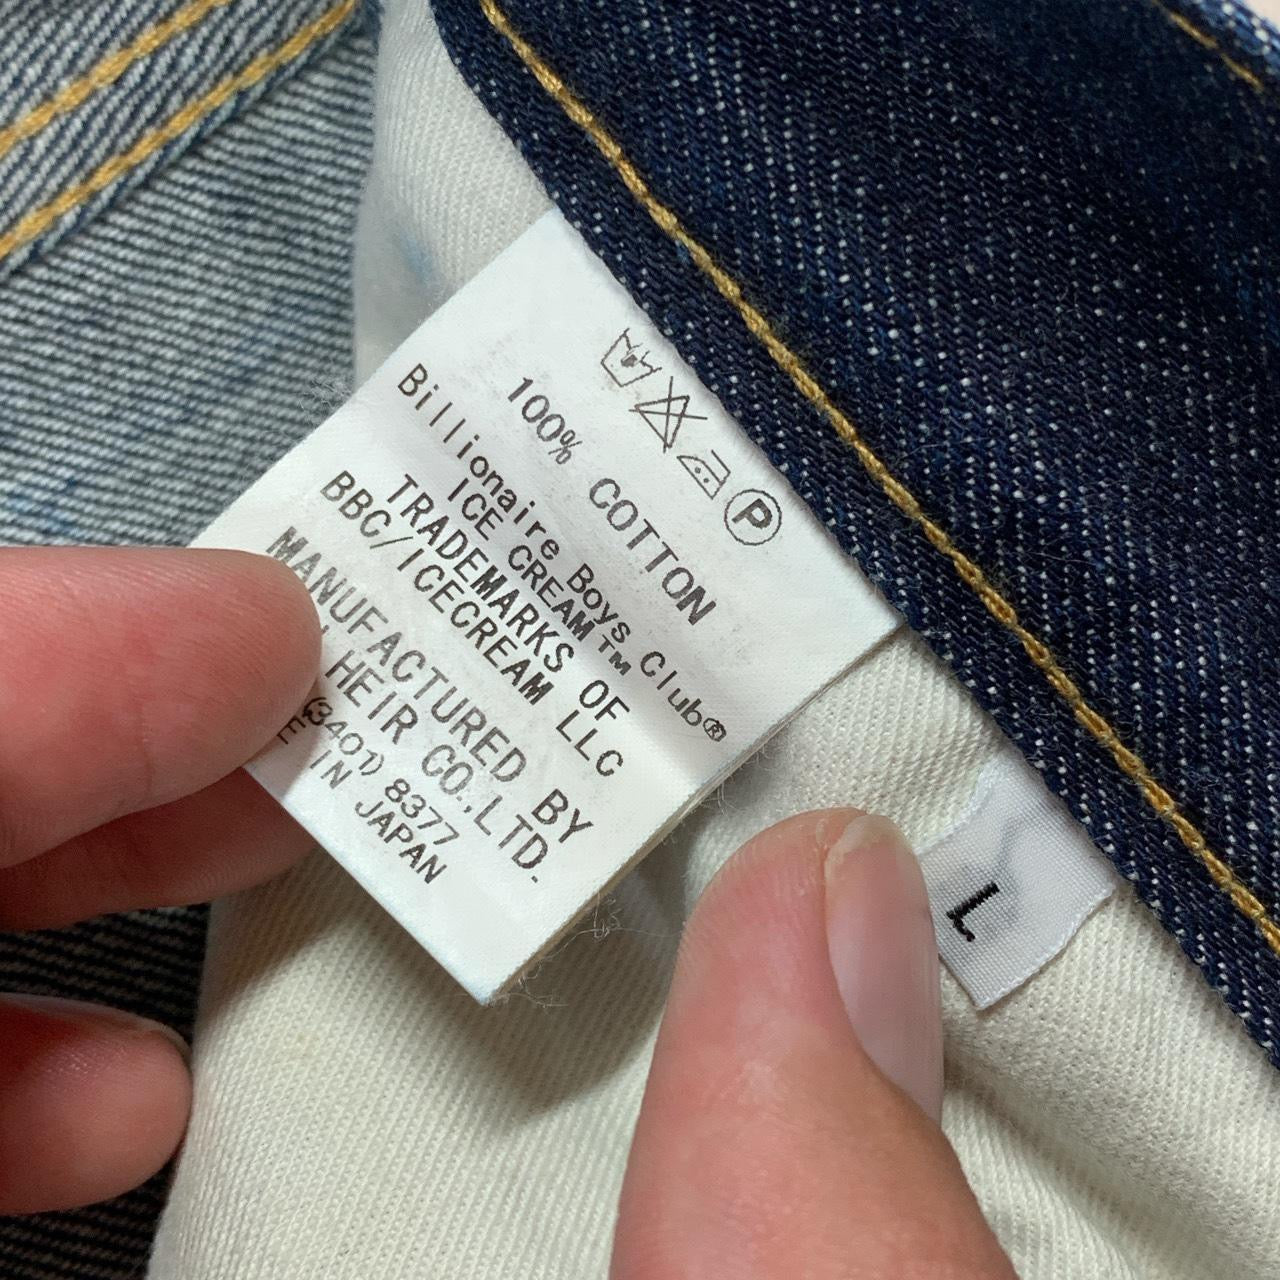 P
100% COTTON
Billionaire Boys Club®
ICE CREAM™
TRADEMARKS OF
BBC/ICECREAM LLC
MANUFACTURED BY
HEIR CO.,LTD.
(3401) 8377
IN JAPAN
L